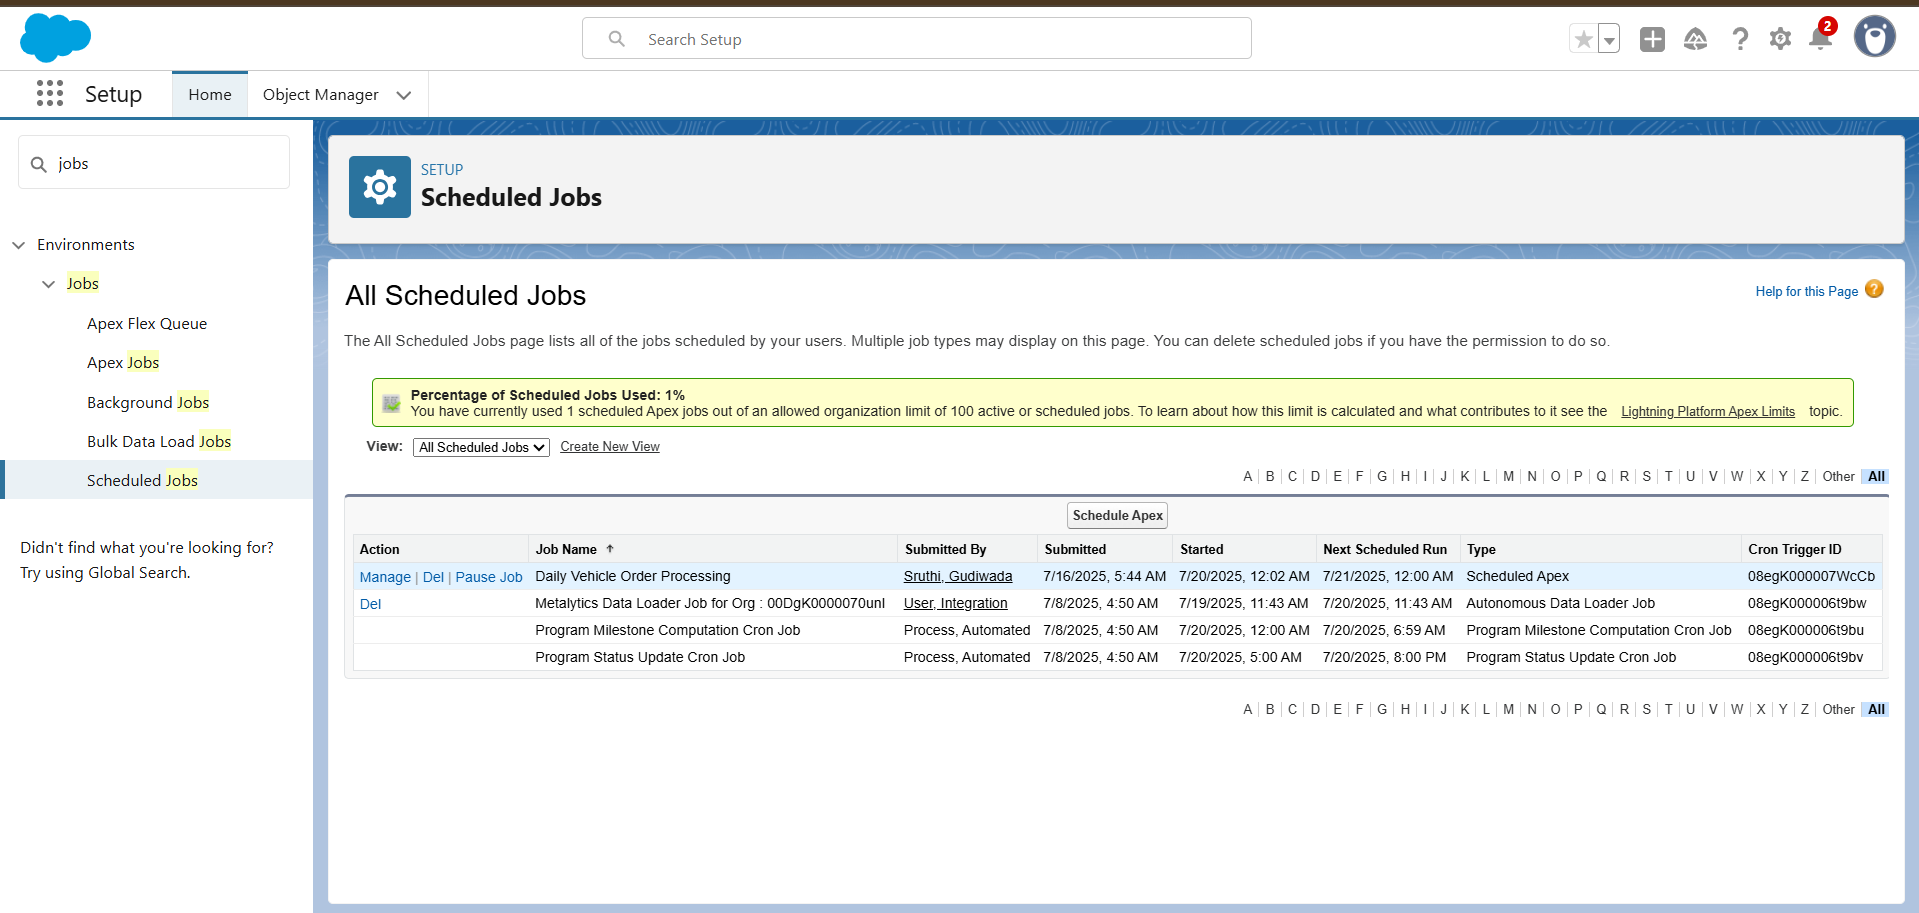 Search Setup
2
Setup
Home
Object Manager
jobs
Environments
Jobs
Apex Flex Queue
Apex Jobs
Background Jobs
Bulk Data Load Jobs
Scheduled Jobs
Didn't find what you're looking for?
Try using Global Search.
SETUP
Scheduled Jobs
All Scheduled Jobs
Help for this Page ?
The All Scheduled Jobs page lists all of the jobs scheduled by your users. Multiple job types may display on this page. You can delete scheduled jobs if you have the permission to do so.
Percentage of Scheduled Jobs Used: 1%
You have currently used 1 scheduled Apex jobs out of an allowed organization limit of 100 active or scheduled jobs. To learn about how this limit is calculated and what contributes to it see the Lightning Platform Apex Limits topic.
View: All Scheduled Jobs Create New View
A | B | C | D | E | F | G | H | I | J | K | L | M | N | O | P | Q | R | S | T | U | V | W | X | Y | Z | Other All
Schedule Apex
Action Job Name ↑ Submitted By Submitted Started Next Scheduled Run Type Cron Trigger ID
Manage | Del | Pause Job Daily Vehicle Order Processing Sruthi, Gudiwada 7/16/2025, 5:44 AM 7/20/2025, 12:02 AM 7/21/2025, 12:00 AM Scheduled Apex 08egK000007WcCb
Del Metalytics Data Loader Job for Org : 00DgK0000070unI User, Integration 7/8/2025, 4:50 AM 7/19/2025, 11:43 AM 7/20/2025, 11:43 AM Autonomous Data Loader Job 08egK000006t9bw
Program Milestone Computation Cron Job Process, Automated 7/8/2025, 4:50 AM 7/20/2025, 12:00 AM 7/20/2025, 6:59 AM Program Milestone Computation Cron Job 08egK000006t9bu
Program Status Update Cron Job Process, Automated 7/8/2025, 4:50 AM 7/20/2025, 5:00 AM 7/20/2025, 8:00 PM Program Status Update Cron Job 08egK000006t9bv
A | B | C | D | E | F | G | H | I | J | K | L | M | N | O | P | Q | R | S | T | U | V | W | X | Y | Z | Other All